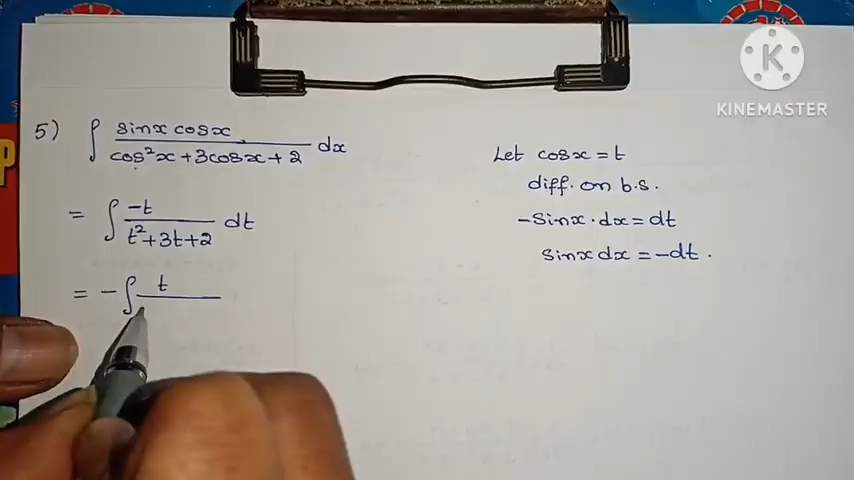 5) ∫ sinx cosx / cos²x + 3cosx + 2 dx
= ∫ -t / t² + 3t + 2 dt
= - ∫ t
Let cosx = t
diff. on b.s.
-sinx . dx = dt
sinx dx = -dt .
K
KINEMASTER
P